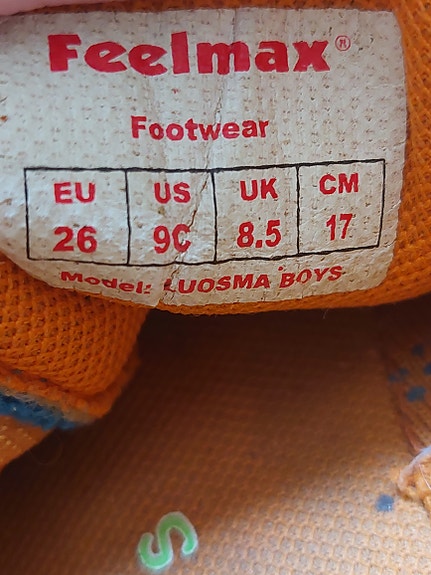 Feelmax®
Footwear
EU US UK CM
26 9C 8.5 17
Model: LUOSMA BOYS
S